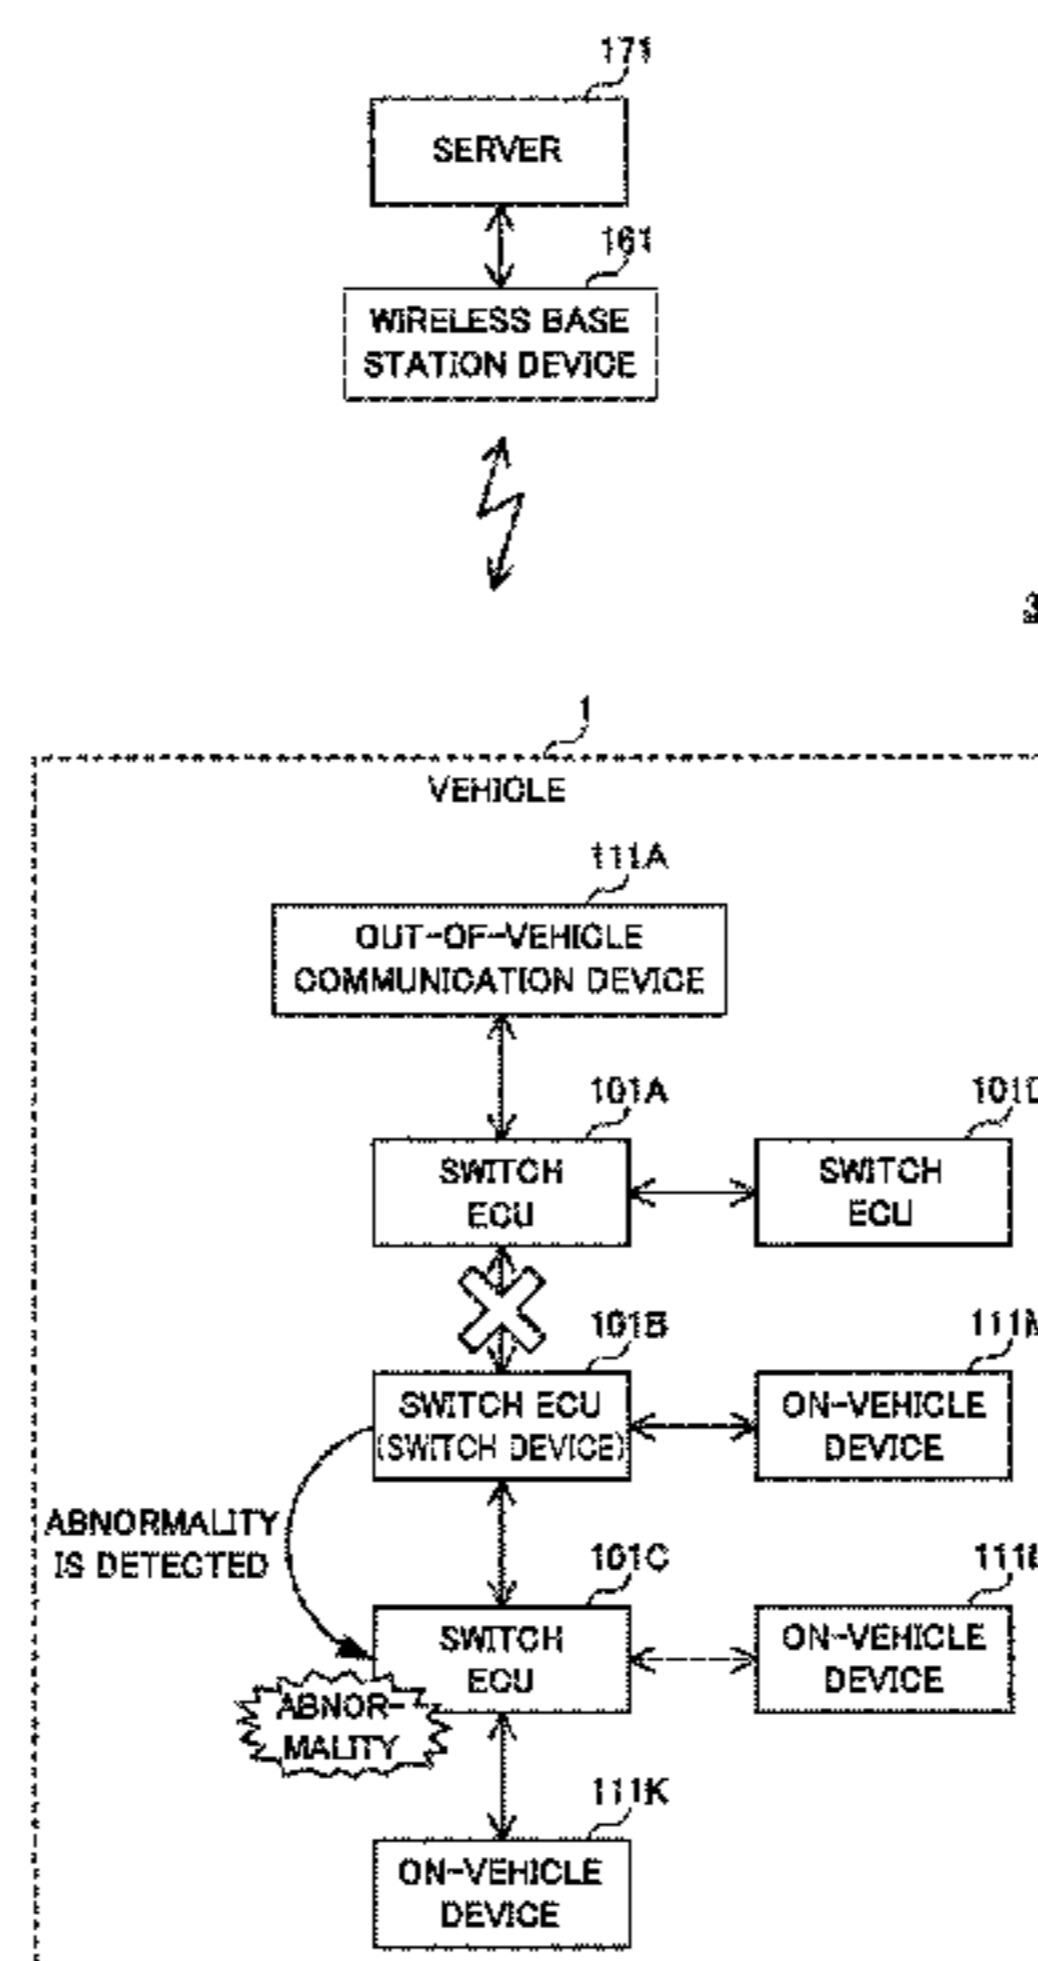 171
SERVER
161
WIRELESS BASE
STATION DEVICE
1
VEHICLE
111A
OUT-OF-VEHICLE
COMMUNICATION DEVICE
101A
SWITCH
ECU
SWITCH
ECU
101B
SWITCH ECU
(SWITCH DEVICE)
ON-VEHICLE
DEVICE
ABNORMALITY
IS DETECTED
101C
SWITCH
ECU
ON-VEHICLE
DEVICE
ABNOR-
MALITY
111K
ON-VEHICLE
DEVICE